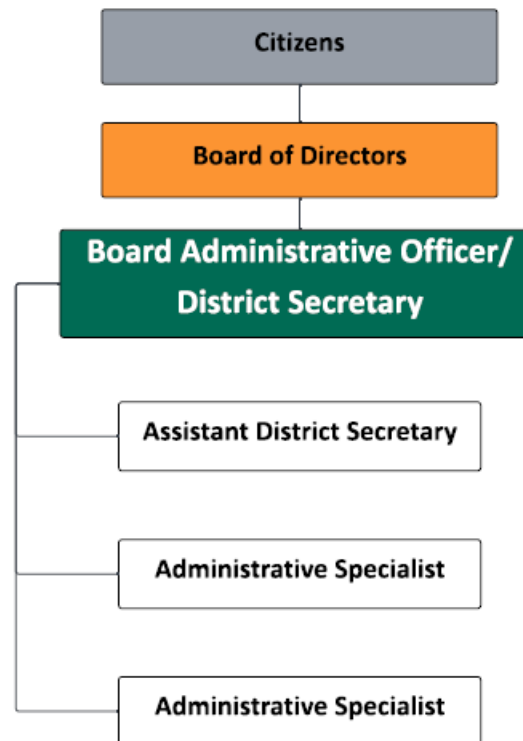 Citizens
Board of Directors
Board Administrative Officer/
District Secretary
Assistant District Secretary
Administrative Specialist
Administrative Specialist